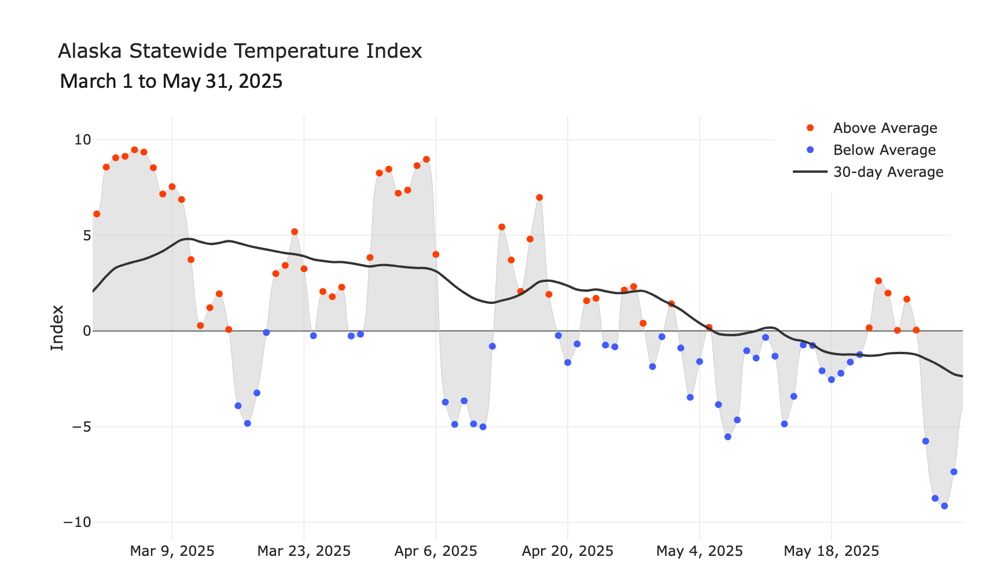 Alaska Statewide Temperature Index
March 1 to May 31, 2025
Above Average
Below Average
30-day Average
10
5
0
−5
−10
Index
Mar 9, 2025
Mar 23, 2025
Apr 6, 2025
Apr 20, 2025
May 4, 2025
May 18, 2025